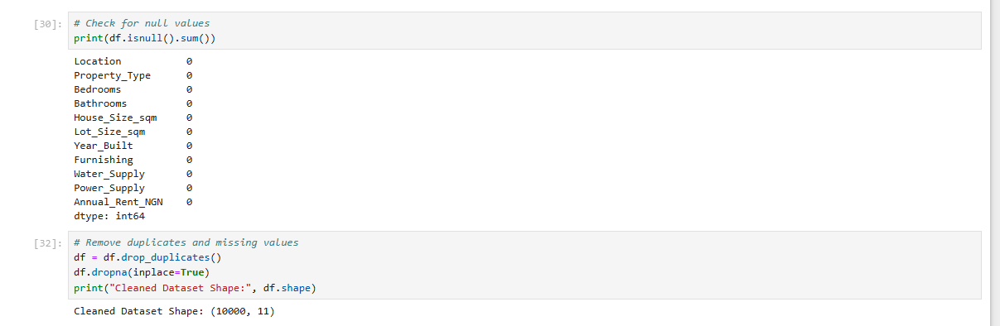 [30]: # Check for null values
print(df.isnull().sum())
Location 0
Property_Type 0
Bedrooms 0
Bathrooms 0
House_Size_sqm 0
Lot_Size_sqm 0
Year_Built 0
Furnishing 0
Water_Supply 0
Power_Supply 0
Annual_Rent_NGN 0
dtype: int64
[32]: # Remove duplicates and missing values
df = df.drop_duplicates()
df.dropna(inplace=True)
print("Cleaned Dataset Shape:", df.shape)
Cleaned Dataset Shape: (10000, 11)